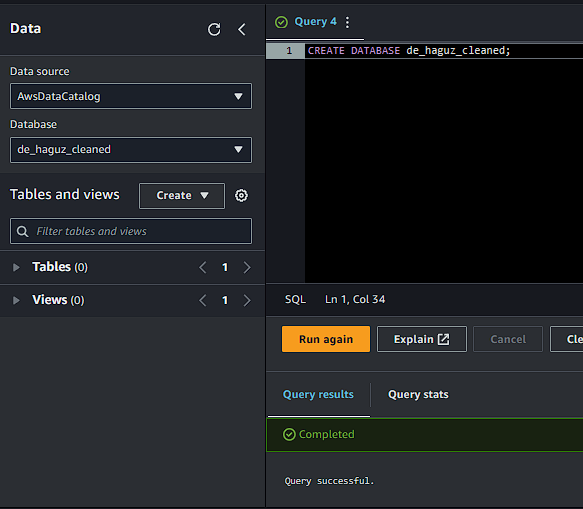 Data
Data source
AwsDataCatalog
Database
de_haguz_cleaned
Tables and views
Create
Filter tables and views
Tables (0)
1
Views (0)
1
Query 4
1 CREATE DATABASE de_haguz_cleaned;
SQL Ln 1, Col 34
Run again Explain Cancel Cle
Query results Query stats
Completed
Query successful.